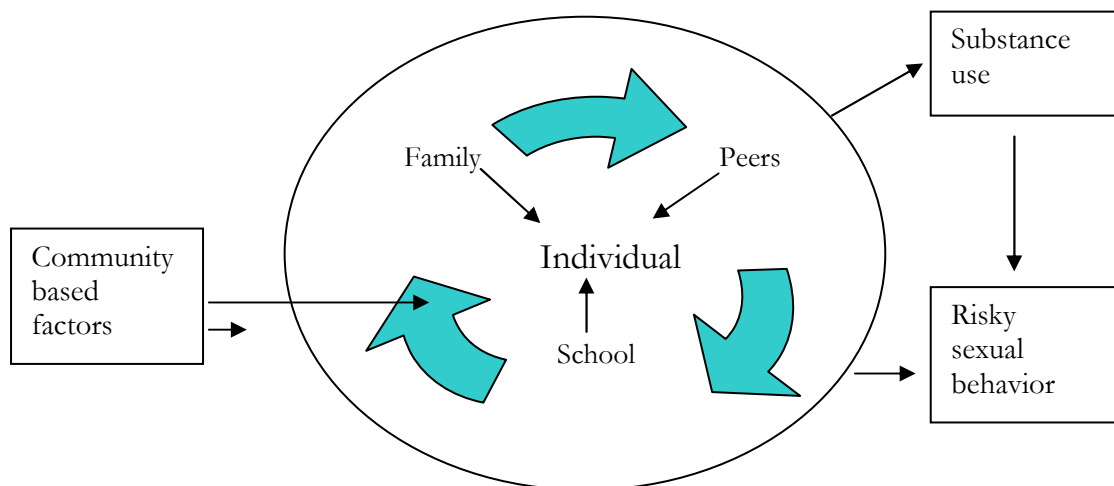 Substance
use
Family
Peers
Individual
Community
based
factors
School
Risky
sexual
behavior